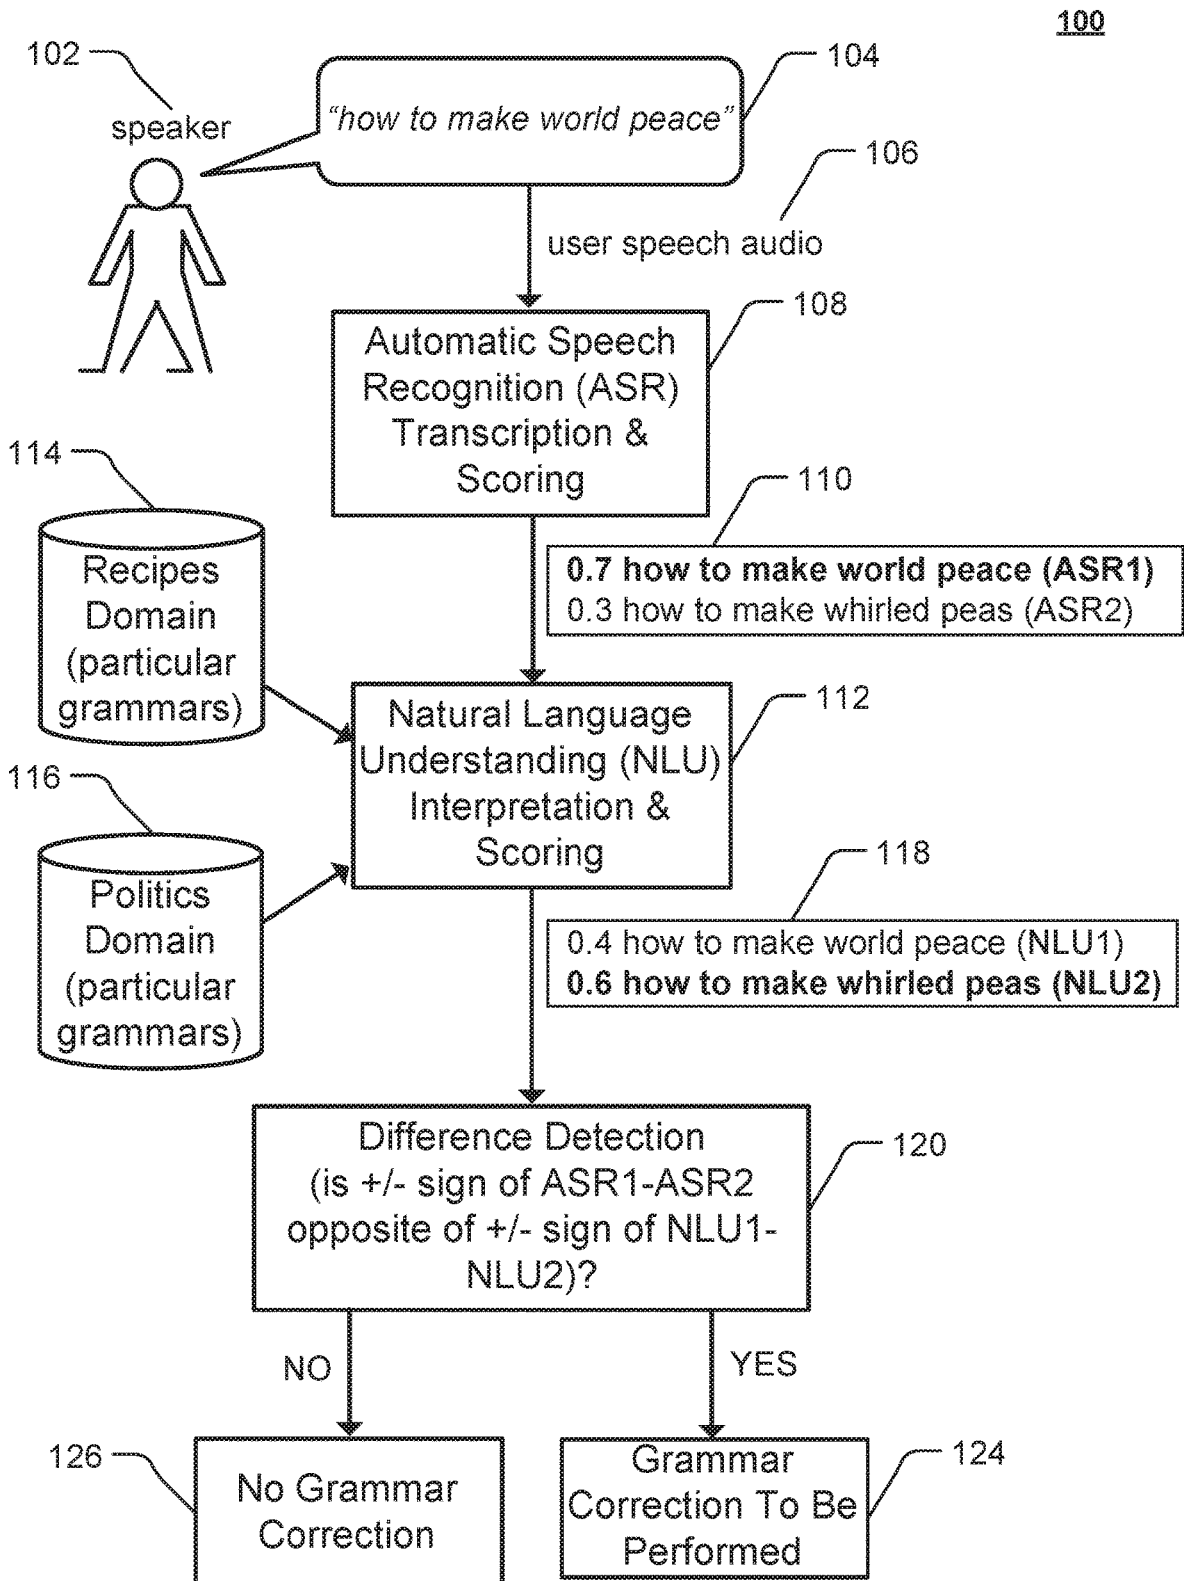 100
102
104
speaker
“how to make world peace”
106
user speech audio
108
Automatic Speech
Recognition (ASR)
Transcription &
Scoring
114
110
Recipes
Domain
(particular
grammars)
0.7 how to make world peace (ASR1)
0.3 how to make whirled peas (ASR2)
112
Natural Language
Understanding (NLU)
Interpretation &
Scoring
116
Politics
Domain
(particular
grammars)
118
0.4 how to make world peace (NLU1)
0.6 how to make whirled peas (NLU2)
Difference Detection
(is +/- sign of ASR1-ASR2
opposite of +/- sign of NLU1-
NLU2)?
120
NO
YES
126
No Grammar
Correction
Grammar
Correction To Be
Performed
124